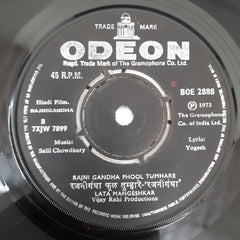 TRADE MARK
ODEON
Regd. Trade Mark of The Gramophone Co. Ltd.
45 R.P.M.
BOE 2888
Hindi Film.
RAJNIGANDHA
B
7XJW 7899
Music:
Salil Chowdhury
℗ 1973
The Gramophone
Co. of India Ltd.
Lyric:
Yogesh
RAJNI GANDHA PHOOL TUMHARE
रजनीगंधा फूल तुम्हारे-'रजनीगंधा'
LATA MANGESHKAR
Vijay Rahi Productions